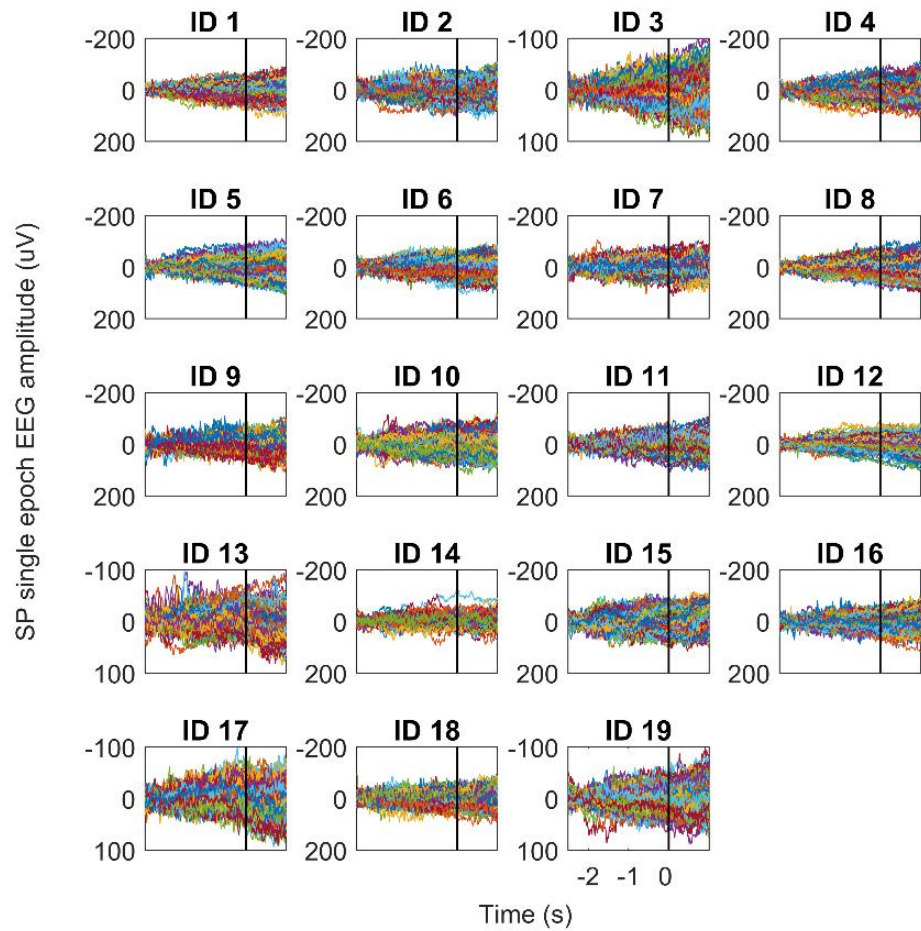 ID 1 ID 2 ID 3 ID 4
-200 -200 -100 -200
0 0 0 0
200 200 100 200
ID 5 ID 6 ID 7 ID 8
-200 -200 -200 -200
0 0 0 0
200 200 200 200
ID 9 ID 10 ID 11 ID 12
-200 -200 -200 -200
0 0 0 0
200 200 200 200
ID 13 ID 14 ID 15 ID 16
-100 -200 -200 -200
0 0 0 0
100 200 200 200
ID 17 ID 18 ID 19
-100 -200 -100
0 0 0
100 200 100
-2 -1 0
Time (s)
SP single epoch EEG amplitude (uV)